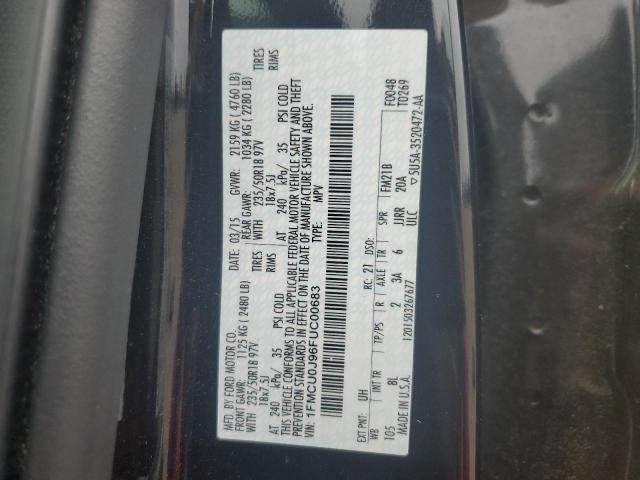 MFD. BY FORD MOTOR CO.
DATE: 03/15 GVWR: 2159 KG ( 4760 LB)
FRONT GAWR: 1125 KG ( 2480 LB) REAR GAWR: 1034 KG ( 2280 LB)
WITH 235/50R18 97V TIRES WITH 235/50R18 97V TIRES
18x7.5J RIMS 18x7.5J RIMS
AT 240 kPa/ 35 PSI COLD AT 240 kPa/ 35 PSI COLD
THIS VEHICLE CONFORMS TO ALL APPLICABLE FEDERAL MOTOR VEHICLE SAFETY AND THEFT
PREVENTION STANDARDS IN EFFECT ON THE DATE OF MANUFACTURE SHOWN ABOVE.
VIN: 1FMCU0J96FUC00683 TYPE: MPV
EXT PNT: UH RC: 21 DSO: FM21B F0048
WB INT TR TP/PS R AXLE TR SPR T0269
105 8L 2 3A 6 JJRR 20A
MADE IN U.S.A. 1201503267677 ULC ▽5U5A-3520472-AA